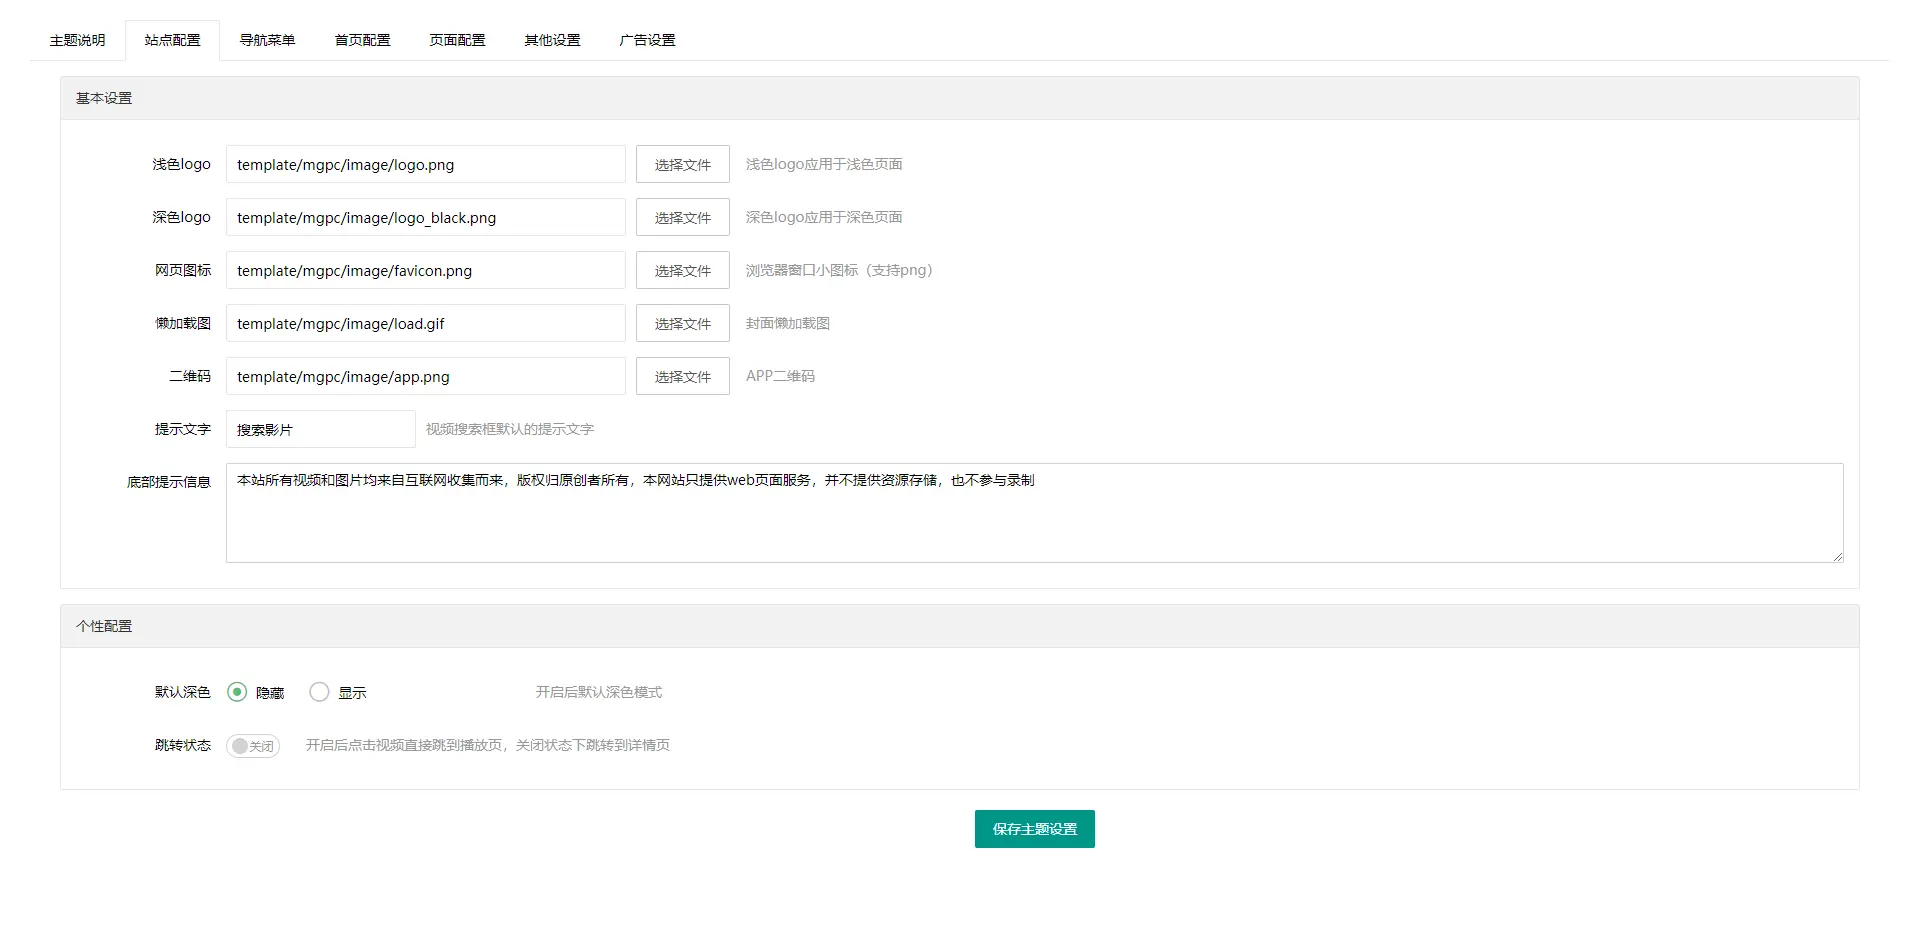 主题说明 站点配置 导航菜单 首页配置 页面配置 其他设置 广告设置
基本设置
浅色logo template/mgpc/image/logo.png 选择文件 浅色logo应用于浅色页面
深色logo template/mgpc/image/logo_black.png 选择文件 深色logo应用于深色页面
网页图标 template/mgpc/image/favicon.png 选择文件 浏览器窗口小图标（支持png）
懒加载图 template/mgpc/image/load.gif 选择文件 封面懒加载图
二维码 template/mgpc/image/app.png 选择文件 APP二维码
提示文字 搜索影片 视频搜索框默认的提示文字
底部提示信息 本站所有视频和图片均来自互联网收集而来，版权归原创者所有，本网站只提供web页面服务，并不提供资源存储，也不参与录制
个性配置
默认深色 隐藏 显示 开启后默认深色模式
跳转状态 关闭 开启后点击视频直接跳到播放页，关闭状态下跳转到详情页
保存主题设置